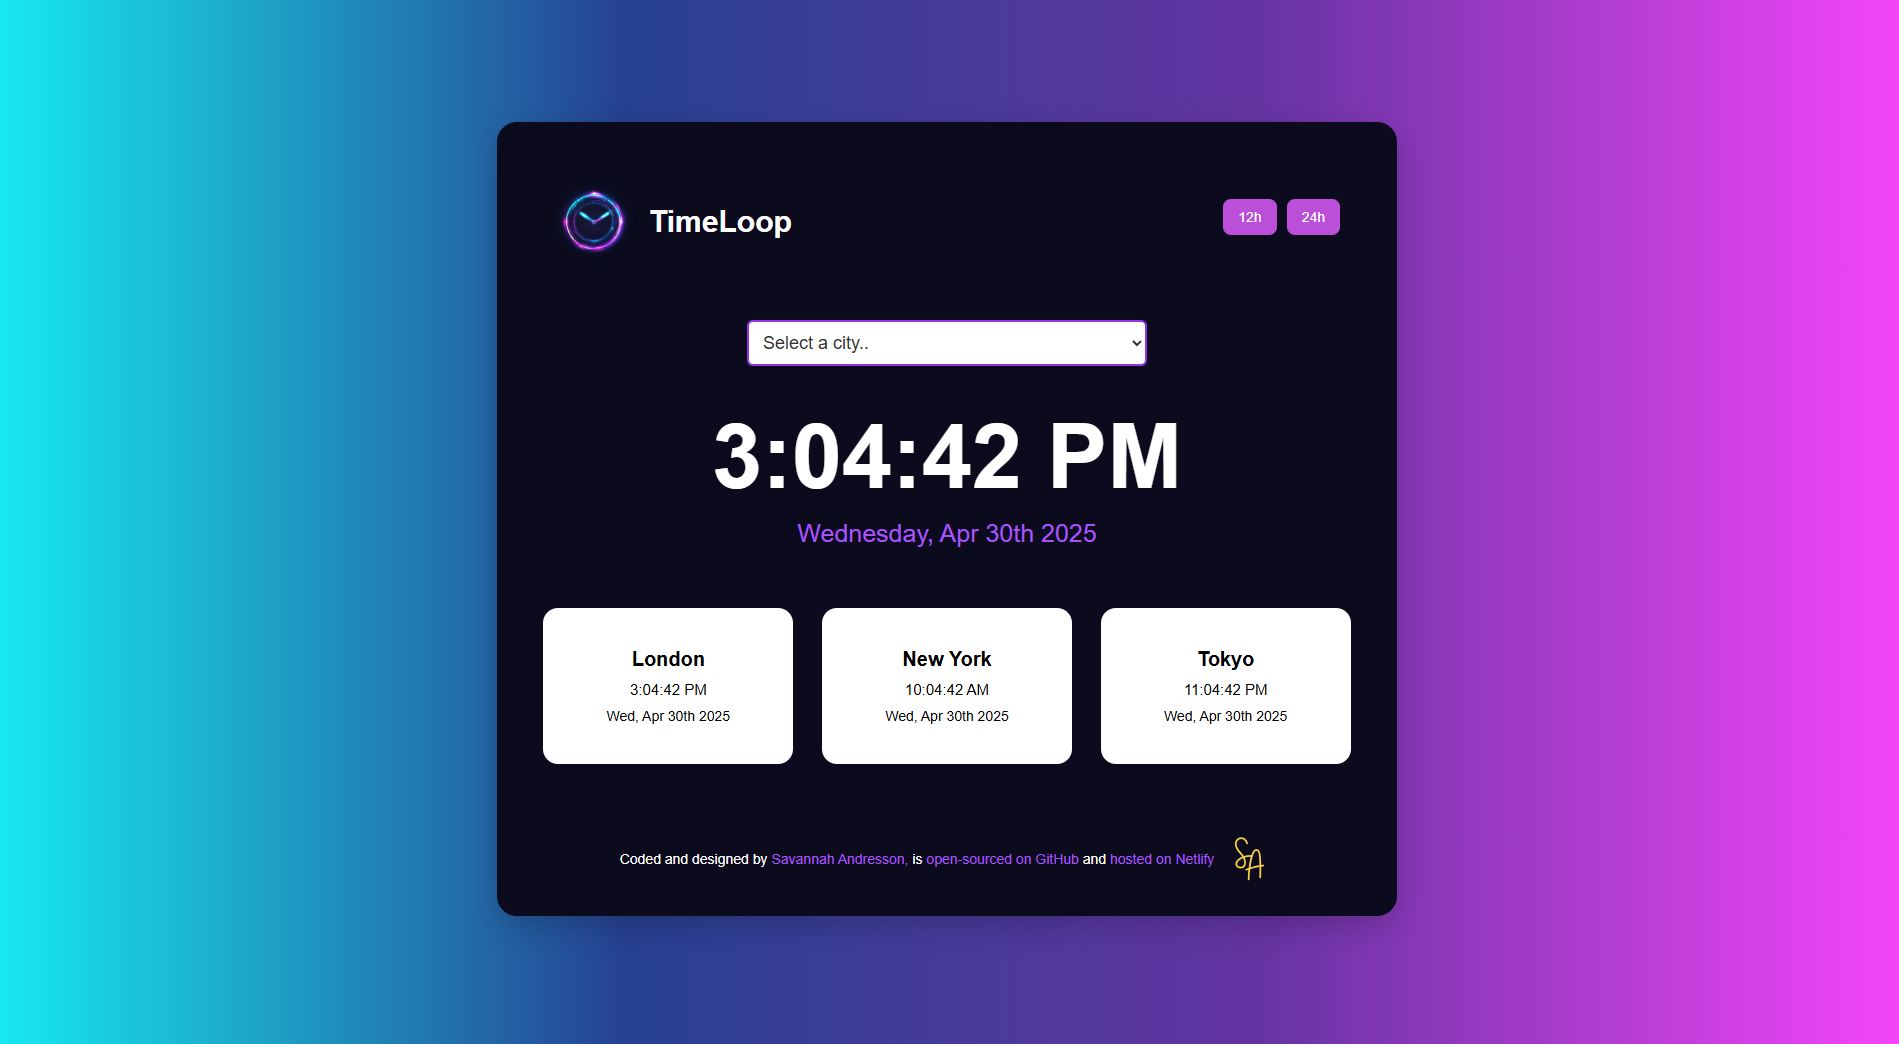 TimeLoop
12h
24h
Select a city..
3:04:42 PM
Wednesday, Apr 30th 2025
London
3:04:42 PM
Wed, Apr 30th 2025
New York
10:04:42 AM
Wed, Apr 30th 2025
Tokyo
11:04:42 PM
Wed, Apr 30th 2025
Coded and designed by Savannah Andresson, is open-sourced on GitHub and hosted on Netlify
SA